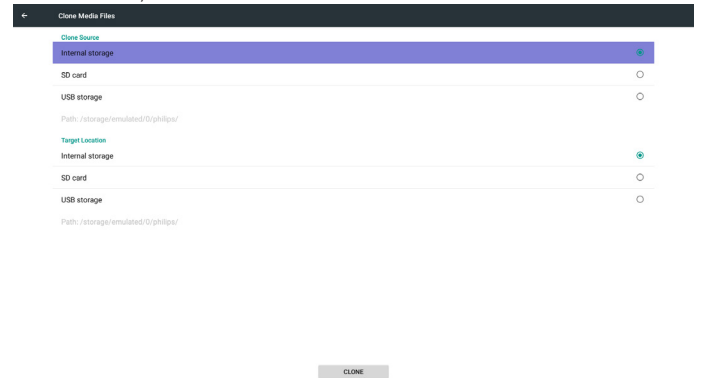 Clone Media Files
Clone Source
Internal storage
SD card
USB storage
Path: /storage/emulated/0/philips/
Target Location
Internal storage
SD card
USB storage
Path: /storage/emulated/0/philips/
CLONE